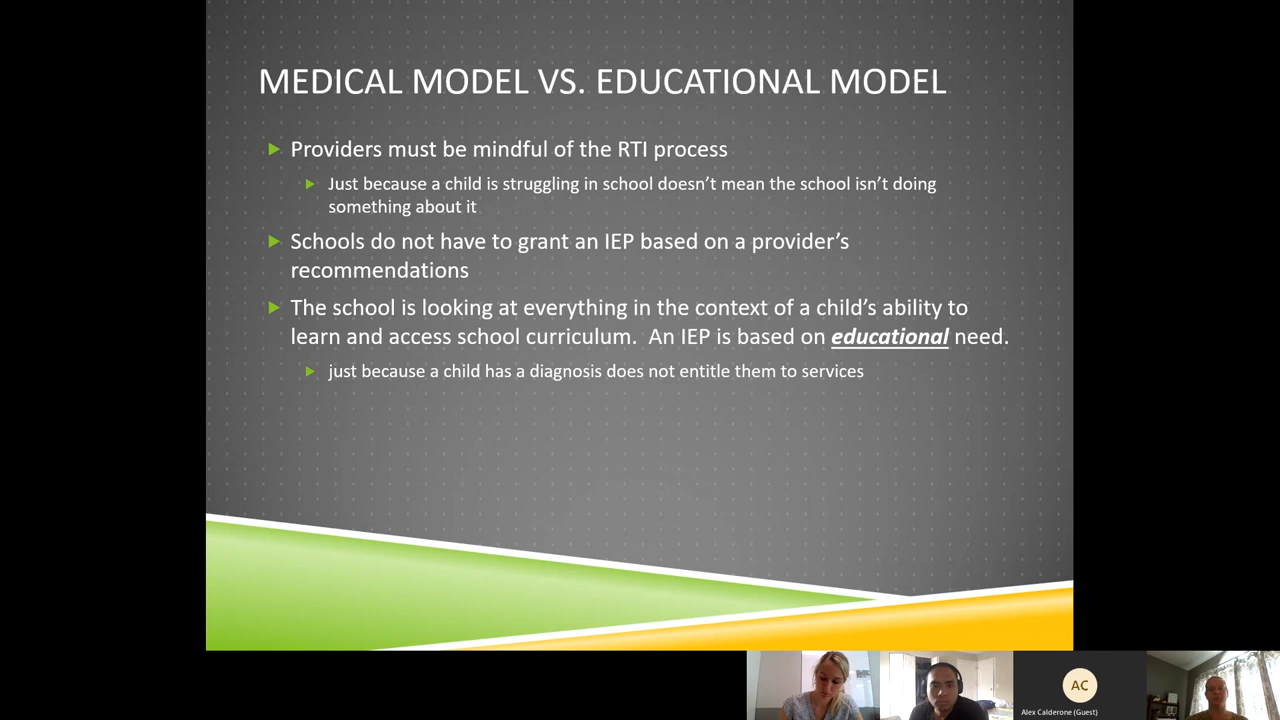 MEDICAL MODEL VS. EDUCATIONAL MODEL
Providers must be mindful of the RTI process
Just because a child is struggling in school doesn't mean the school isn't doing
something about it
Schools do not have to grant an IEP based on a provider's
recommendations
The school is looking at everything in the context of a child's ability to
learn and access school curriculum.  An IEP is based on educational need.
just because a child has a diagnosis does not entitle them to services
AC
Alex Calderone (Guest)